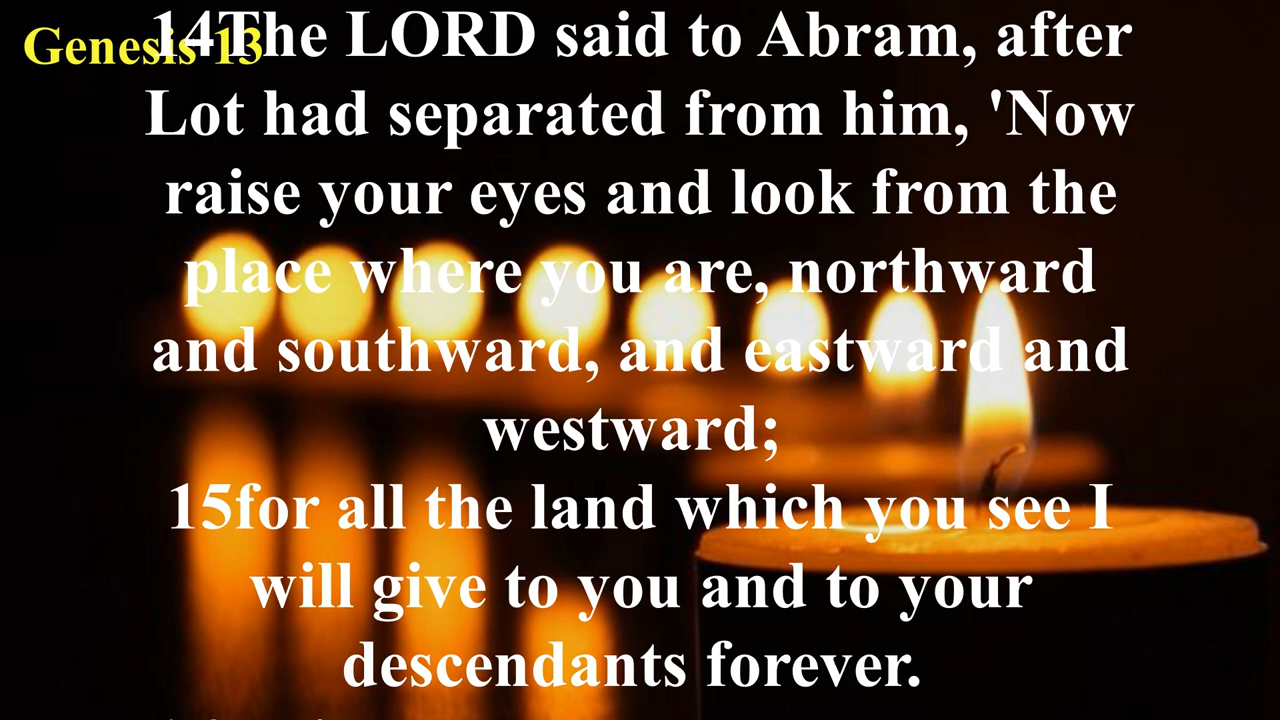 Genesis 13
14The LORD said to Abram, after
Lot had separated from him, 'Now
raise your eyes and look from the
place where you are, northward
and southward, and eastward and
westward;
15for all the land which you see I
will give to you and to your
descendants forever.